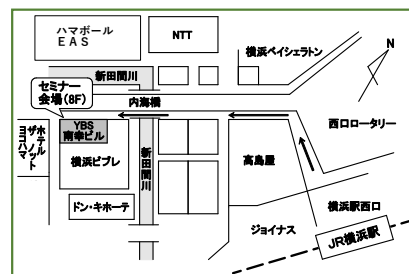 ハマボール
ＥＡＳ
NTT
横浜ベイシェラトン
N
新田間川
セミナー
会場(8F)
内海橋
西口ロータリー
YBS
南幸ビル
ホテル
ザ・ノット
ヨコハマ
横浜ビブレ
新田間川
高島屋
ドン・キホーテ
横浜駅西口
ジョイナス
JR横浜駅